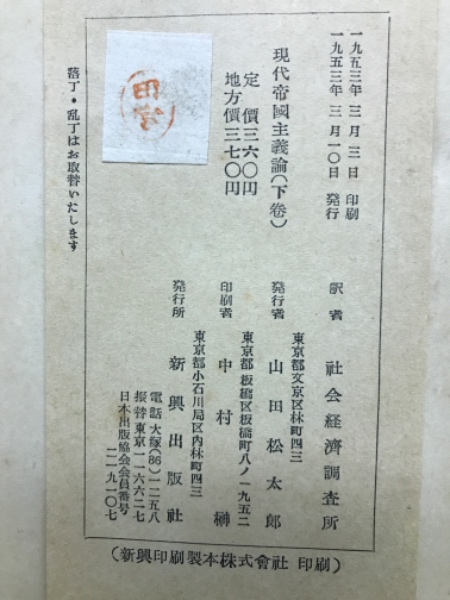 一九五三年三月三日 印刷
一九五三年三月一〇日 発行
現代帝國主義論(下卷)
定價三六〇円
地方價三七〇円
訳者 社会経済調査所
東京都文京区林町四三
発行者 山田松太郎
東京都板橋区板橋町八ノ一九五二
印刷者 中村榊
東京都小石川局区内林町四三
発行所 新興出版社
電話大塚(86)一二五八
振替東京一一六六二七
日本出版協会会員番号
二一九一〇七
落丁・乱丁はお取替いたします
(新興印刷製本株式會社 印刷)